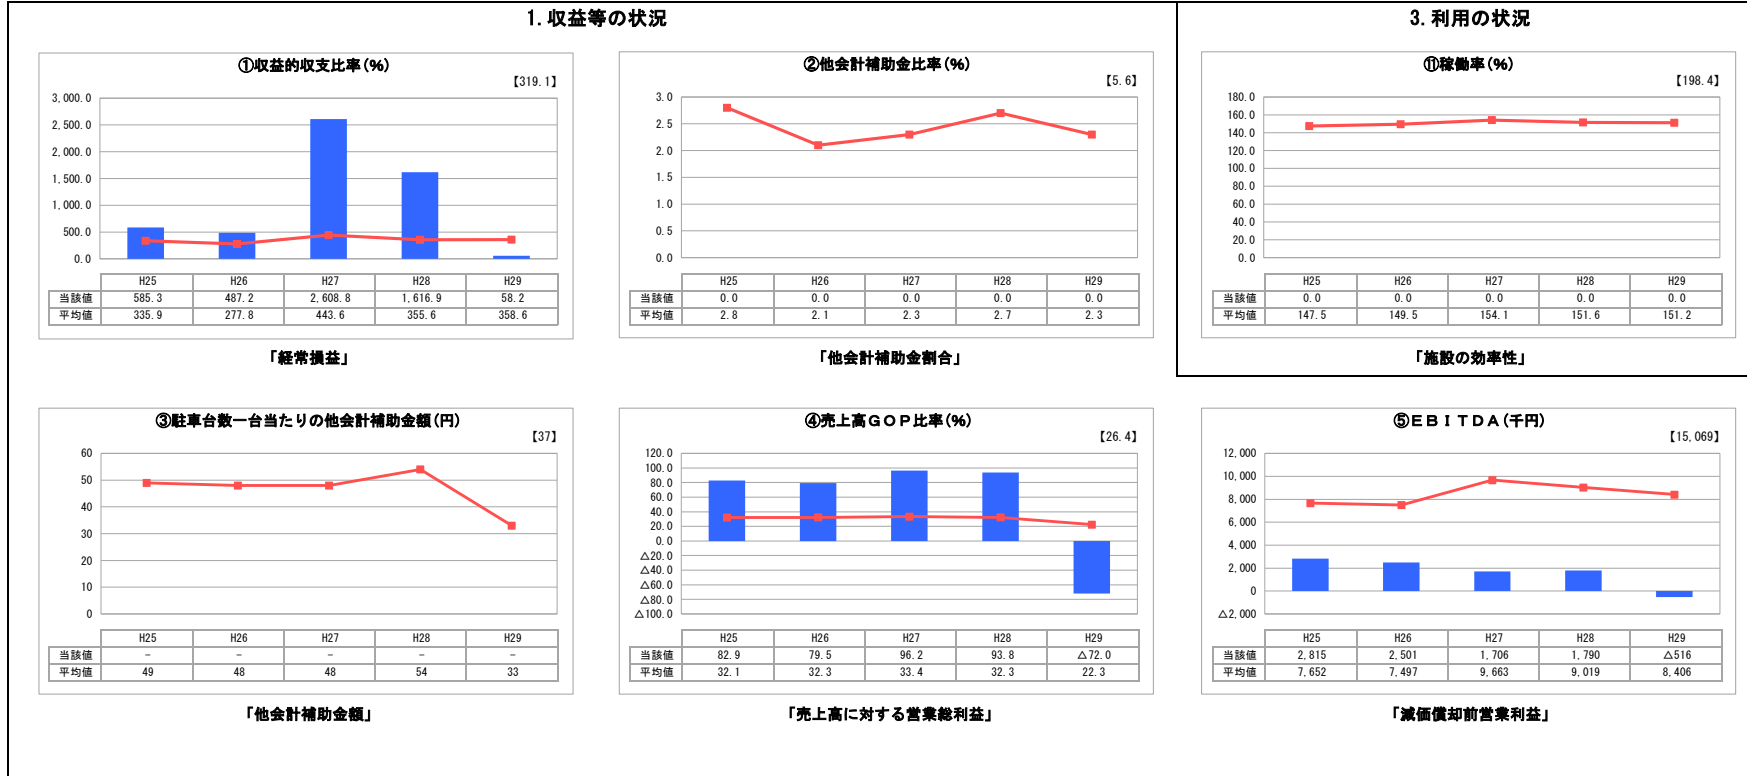 1. 収益等の状況
3. 利用の状況
①収益的収支比率(%)
【319.1】
3,000.0
2,500.0
2,000.0
1,500.0
1,000.0
500.0
0.0
H25 H26 H27 H28 H29
当該値 585.3 487.2 2,608.8 1,616.9 58.2
平均値 335.9 277.8 443.6 355.6 358.6
「経常損益」
②他会計補助金比率(%)
【5.6】
3.0
2.5
2.0
1.5
1.0
0.5
0.0
H25 H26 H27 H28 H29
当該値 0.0 0.0 0.0 0.0 0.0
平均値 2.8 2.1 2.3 2.7 2.3
「他会計補助金割合」
⑪稼働率(%)
【198.4】
180.0
160.0
140.0
120.0
100.0
80.0
60.0
40.0
20.0
0.0
H25 H26 H27 H28 H29
当該値 0.0 0.0 0.0 0.0 0.0
平均値 147.5 149.5 154.1 151.6 151.2
「施設の効率性」
③駐車台数一台当たりの他会計補助金額(円)
【37】
60
50
40
30
20
10
0
H25 H26 H27 H28 H29
当該値 - - - - -
平均値 49 48 48 54 33
「他会計補助金額」
④売上高GOP比率(%)
【26.4】
120.0
100.0
80.0
60.0
40.0
20.0
0.0
△20.0
△40.0
△60.0
△80.0
△100.0
H25 H26 H27 H28 H29
当該値 82.9 79.5 96.2 93.8 △72.0
平均値 32.1 32.3 33.4 32.3 22.3
「売上高に対する営業総利益」
⑤EBITDA(千円)
【15,069】
12,000
10,000
8,000
6,000
4,000
2,000
0
△2,000
H25 H26 H27 H28 H29
当該値 2,815 2,501 1,706 1,790 △516
平均値 7,652 7,497 9,663 9,019 8,406
「減価償却前営業利益」